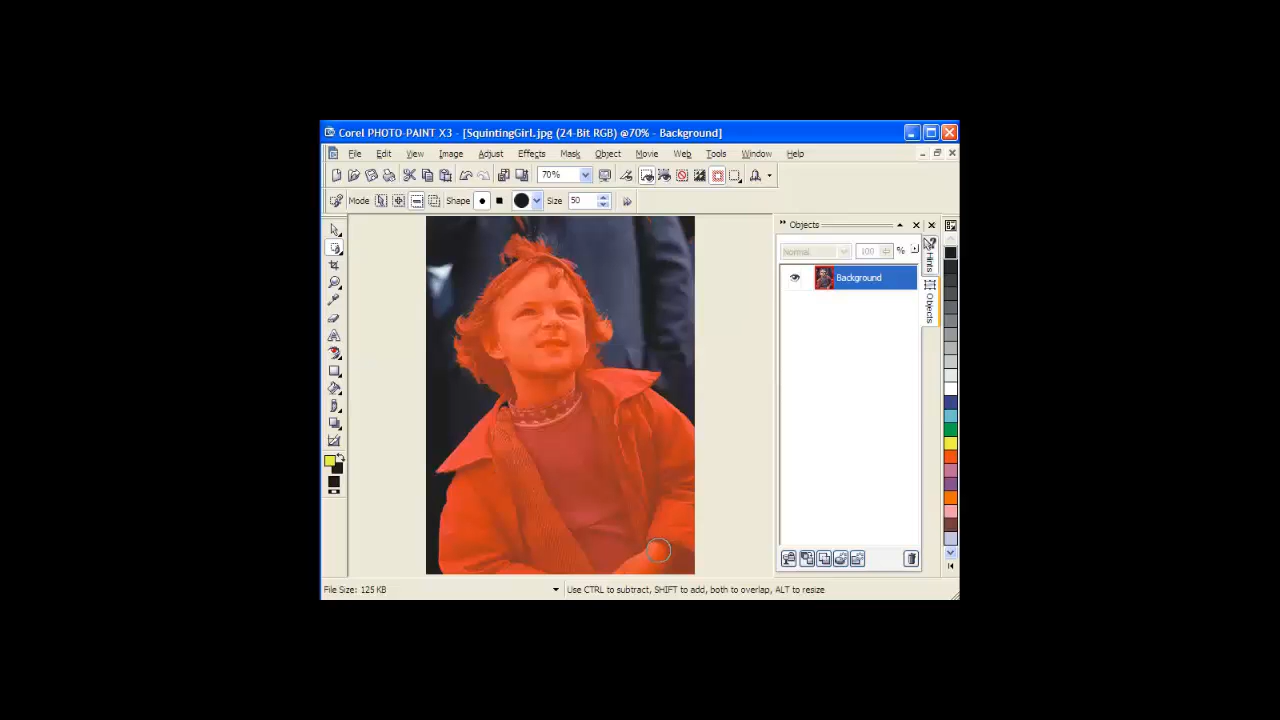 Corel PHOTO-PAINT X3 - [SquintingGirl.jpg (24-Bit RGB) @70% - Background]
File Edit View Image Adjust Effects Mask Object Movie Web Tools Window Help
70%
Mode Shape Size 50
Objects
Normal 100 %
Hints
Background
Objects
File Size: 125 KB Use CTRL to subtract, SHIFT to add, both to overlap, ALT to resize